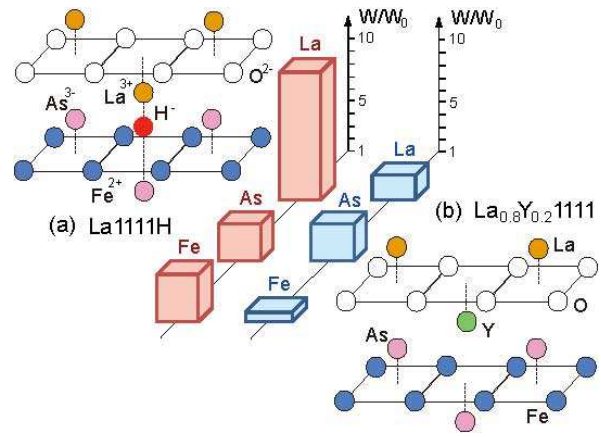 W/W₀
W/W₀
10
10
5
5
1
1
La
La³⁺
O²⁻
As³⁻
H⁻
Fe²⁺
(a) La1111H
La
As
As
Fe
Fe
(b) La₀.₈Y₀.₂1111
La
O
Y
As
Fe